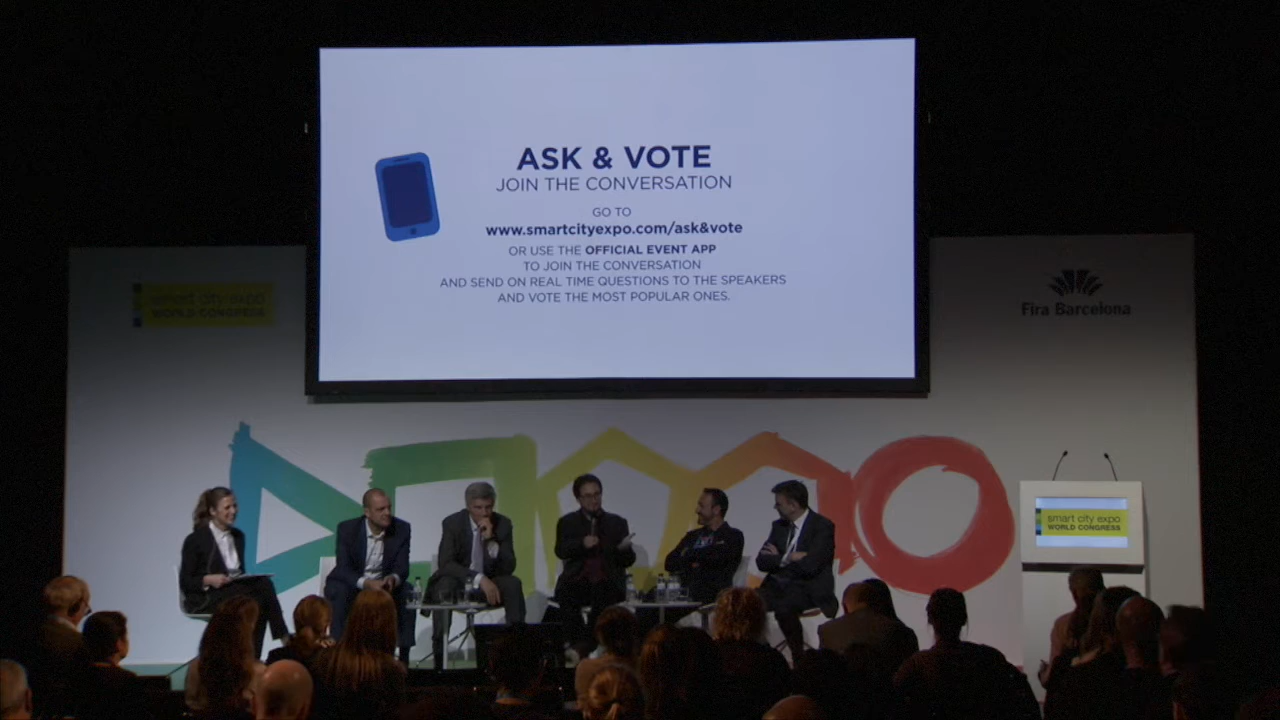 ASK & VOTE
JOIN THE CONVERSATION
GO TO
www.smartcityexpo.com/ask&vote
OR USE THE OFFICIAL EVENT APP
TO JOIN THE CONVERSATION
AND SEND ON REAL TIME QUESTIONS TO THE SPEAKERS
AND VOTE THE MOST POPULAR ONES.
smart city expo
WORLD CONGRESS
Fira Barcelona
smart city expo
WORLD CONGRESS